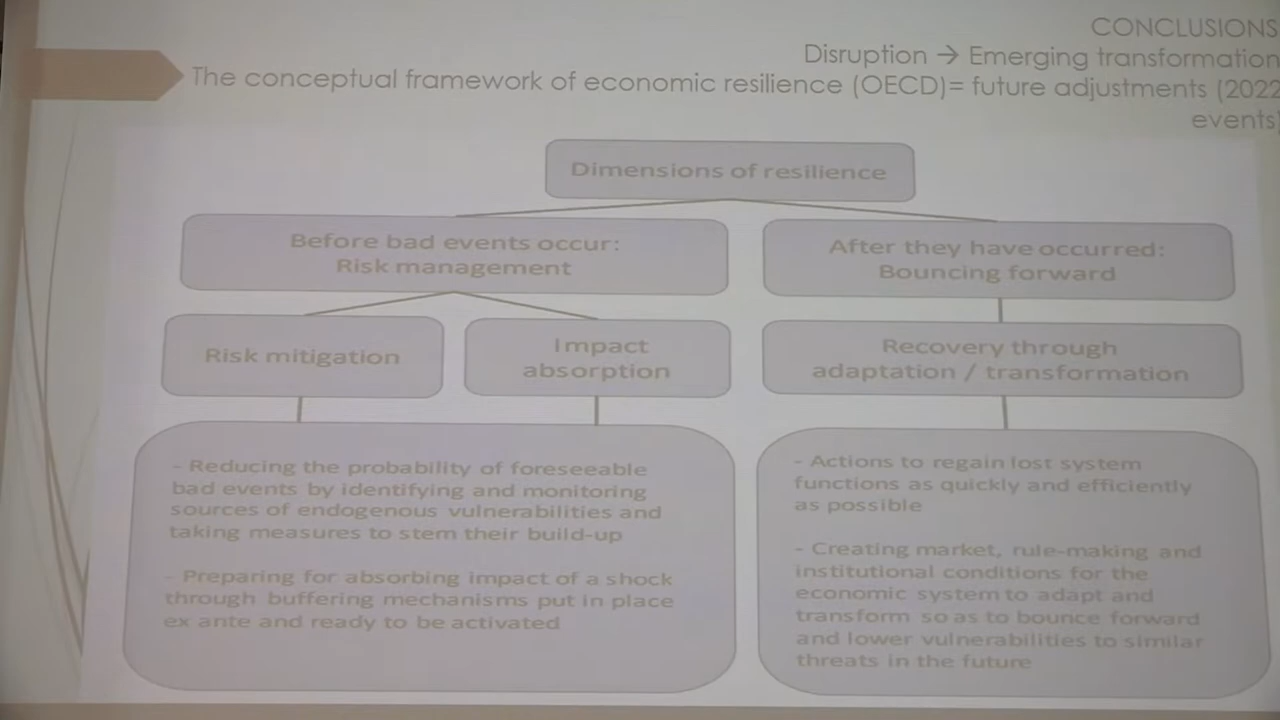 CONCLUSIONS
Disruption → Emerging transformation
The conceptual framework of economic resilience (OECD)= future adjustments (2022
events)
Dimensions of resilience
Before bad events occur:
Risk management
After they have occurred:
Bouncing forward
Risk mitigation
Impact
absorption
Recovery through
adaptation / transformation
- Reducing the probability of foreseeable
bad events by identifying and monitoring
sources of endogenous vulnerabilities and
taking measures to stem their build-up
- Preparing for absorbing impact of a shock
through buffering mechanisms put in place
ex ante and ready to be activated
- Actions to regain lost system
functions as quickly and efficiently
as possible
- Creating market, rule-making and
institutional conditions for the
economic system to adapt and
transform so as to bounce forward
and lower vulnerabilities to similar
threats in the future